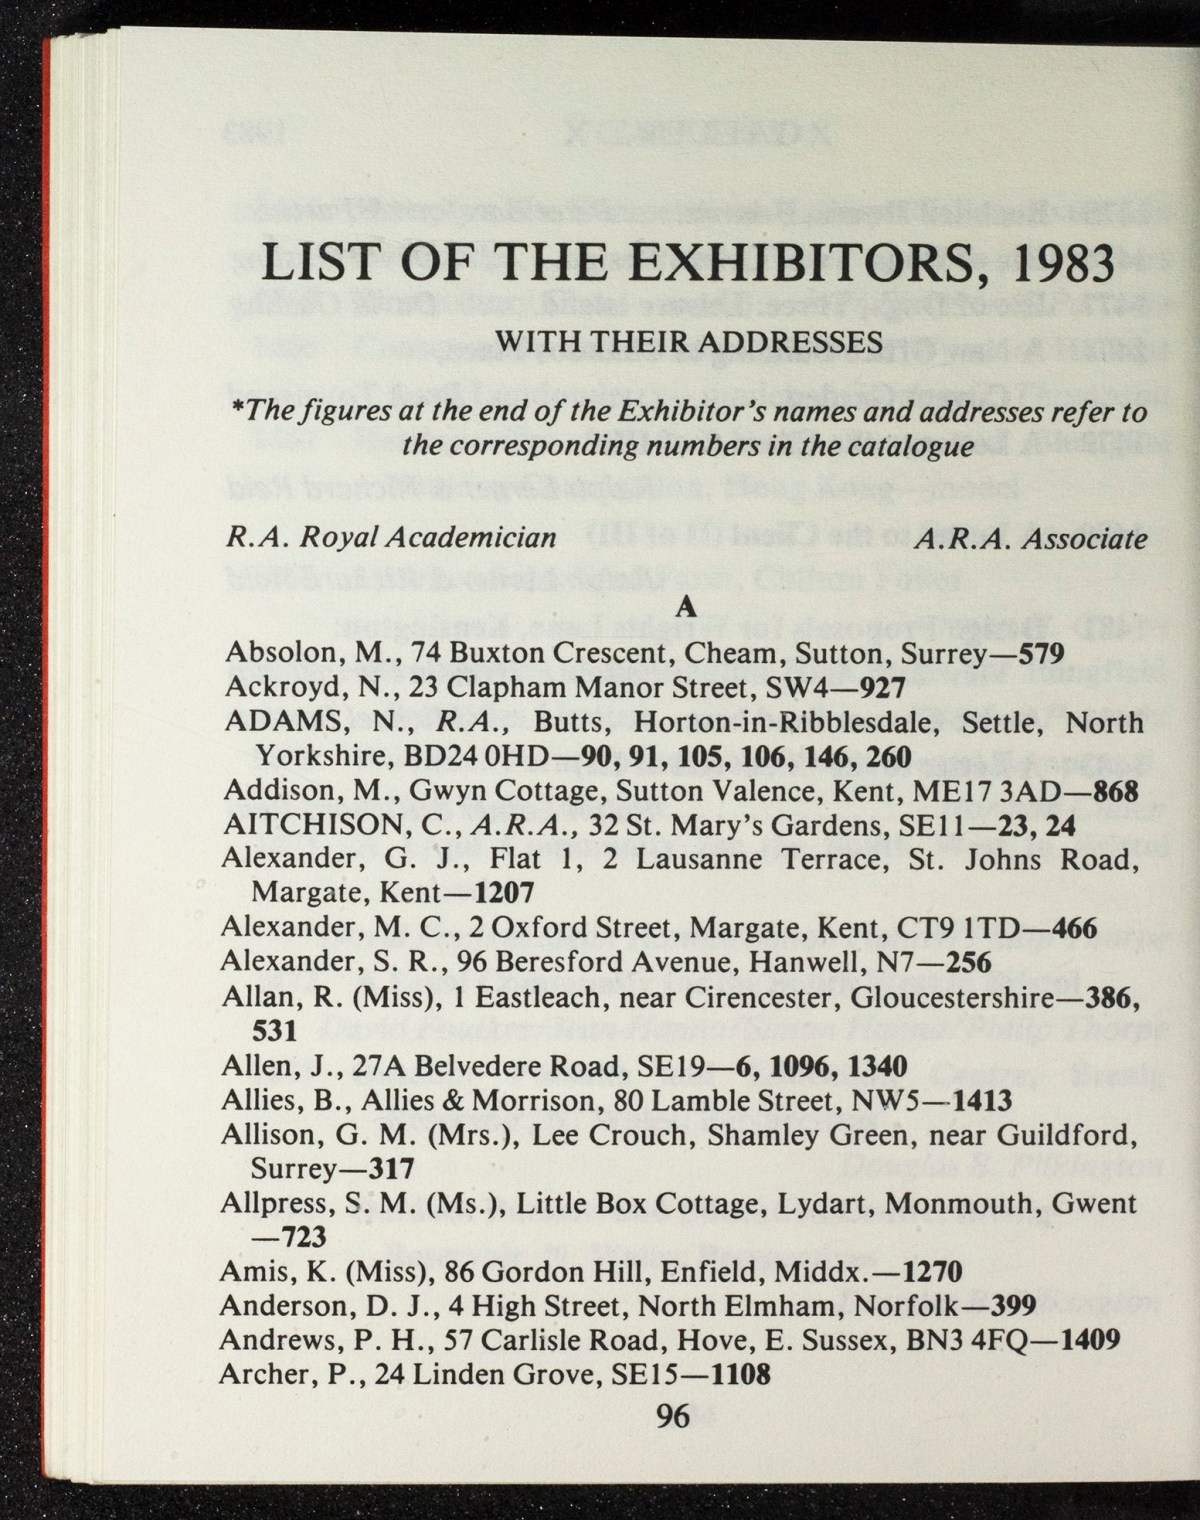 LIST OF THE EXHIBITORS, 1983
WITH THEIR ADDRESSES
*The figures at the end of the Exhibitor's names and addresses refer to
the corresponding numbers in the catalogue
R.A. Royal Academician A.R.A. Associate
A
Absolon, M., 74 Buxton Crescent, Cheam, Sutton, Surrey—579
Ackroyd, N., 23 Clapham Manor Street, SW4—927
ADAMS, N., R.A., Butts, Horton-in-Ribblesdale, Settle, North
Yorkshire, BD24 0HD—90, 91, 105, 106, 146, 260
Addison, M., Gwyn Cottage, Sutton Valence, Kent, ME17 3AD—868
AITCHISON, C., A.R.A., 32 St. Mary's Gardens, SE11—23, 24
Alexander, G. J., Flat 1, 2 Lausanne Terrace, St. Johns Road,
Margate, Kent—1207
Alexander, M. C., 2 Oxford Street, Margate, Kent, CT9 1TD—466
Alexander, S. R., 96 Beresford Avenue, Hanwell, N7—256
Allan, R. (Miss), 1 Eastleach, near Cirencester, Gloucestershire—386,
531
Allen, J., 27A Belvedere Road, SE19—6, 1096, 1340
Allies, B., Allies & Morrison, 80 Lamble Street, NW5—1413
Allison, G. M. (Mrs.), Lee Crouch, Shamley Green, near Guildford,
Surrey—317
Allpress, S. M. (Ms.), Little Box Cottage, Lydart, Monmouth, Gwent
—723
Amis, K. (Miss), 86 Gordon Hill, Enfield, Middx.—1270
Anderson, D. J., 4 High Street, North Elmham, Norfolk—399
Andrews, P. H., 57 Carlisle Road, Hove, E. Sussex, BN3 4FQ—1409
Archer, P., 24 Linden Grove, SE15—1108
96